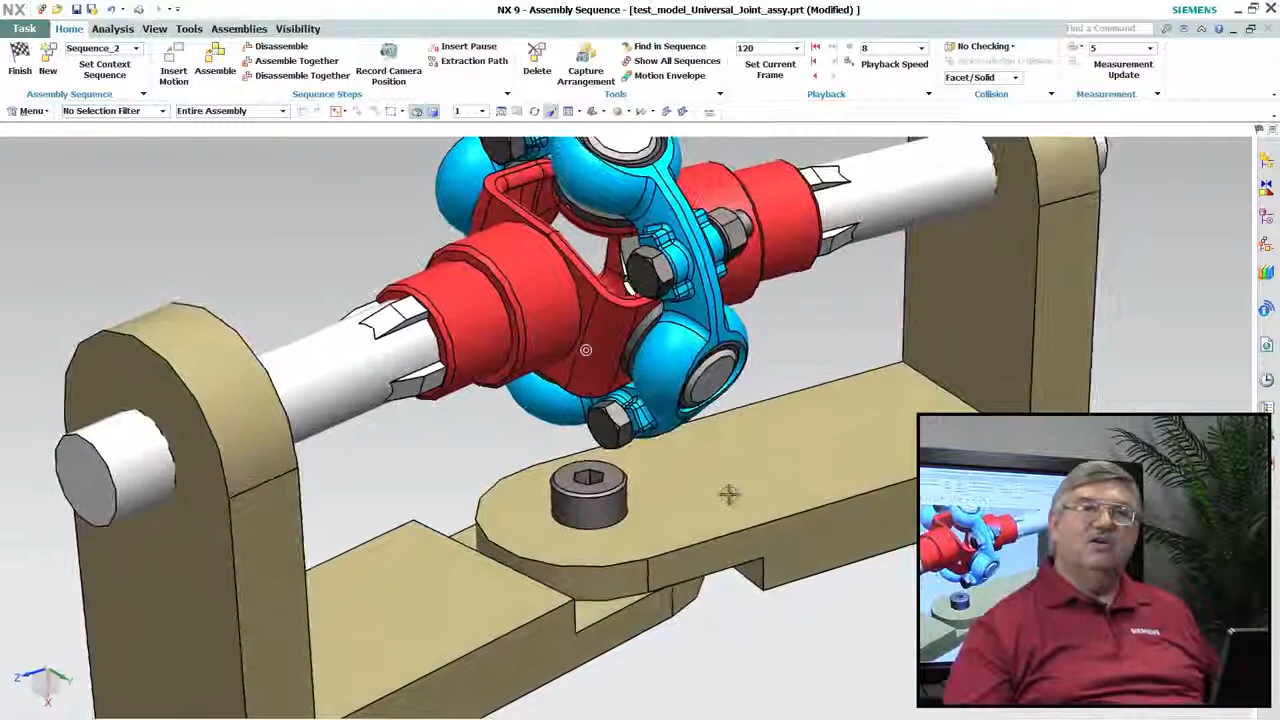 NX NX 9 - Assembly Sequence - [test_model_Universal_Joint_assy.prt (Modified) ] SIEMENS
Task Home Analysis View Tools Assemblies Visibility Find a Command
Finish New Sequence_2 Set Context Sequence
Assembly Sequence
Insert Motion Assemble Disassemble Assemble Together Disassemble Together Record Camera Position Insert Pause Extraction Path
Sequence Steps
Delete Capture Arrangement Find in Sequence Show All Sequences Motion Envelope
Tools
120 Set Current Frame 8 Playback Speed
Playback
No Checking Acknowledge Collision Facet/Solid
Collision
5 Measurement Update
Measurement
Menu No Selection Filter Entire Assembly 1
Z Y X
SIEMENS